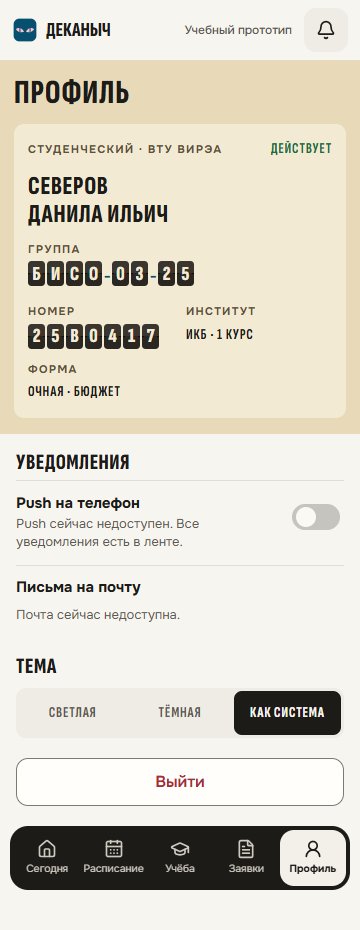 ДЕКАНЫЧ
Учебный прототип
ПРОФИЛЬ
СТУДЕНЧЕСКИЙ · ВТУ ВИРЭА
ДЕЙСТВУЕТ
СЕВЕРОВ
ДАНИЛА ИЛЬИЧ
ГРУППА
БИСО-03-25
НОМЕР
ИНСТИТУТ
25В0417
ИКБ · 1 КУРС
ФОРМА
ОЧНАЯ · БЮДЖЕТ
УВЕДОМЛЕНИЯ
Push на телефон
Push сейчас недоступен. Все
уведомления есть в ленте.
Письма на почту
Почта сейчас недоступна.
ТЕМА
СВЕТЛАЯ
ТЁМНАЯ
КАК СИСТЕМА
Выйти
Сегодня
Расписание
Учёба
Заявки
Профиль